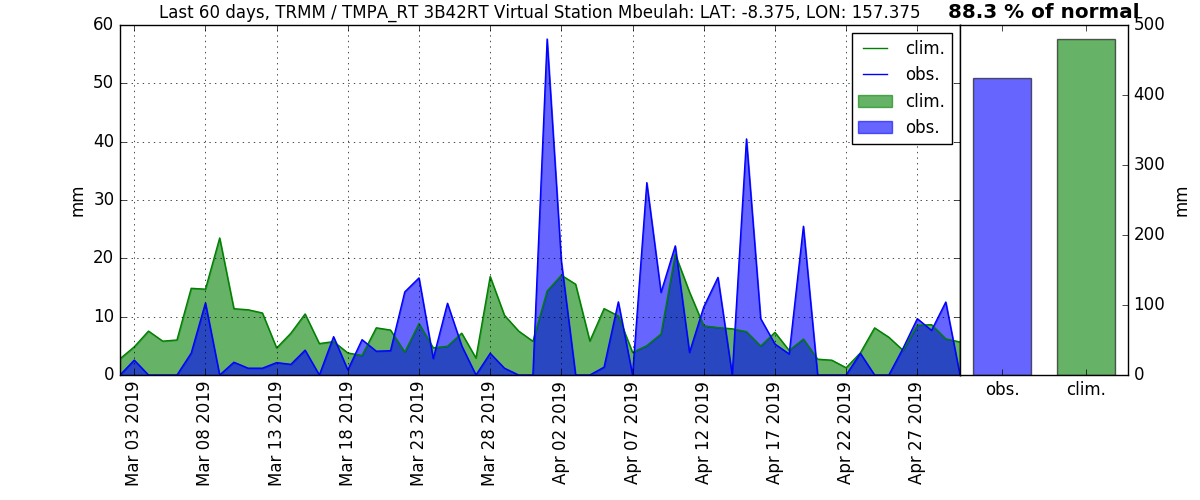 Last 60 days, TRMM / TMPA_RT 3B42RT Virtual Station Mbeulah: LAT: -8.375, LON: 157.375
88.3 % of normal
60
50
40
30
20
10
0
mm
clim.
obs.
clim.
obs.
Mar 03 2019
Mar 08 2019
Mar 13 2019
Mar 18 2019
Mar 23 2019
Mar 28 2019
Apr 02 2019
Apr 07 2019
Apr 12 2019
Apr 17 2019
Apr 22 2019
Apr 27 2019
500
400
300
200
100
0
mm
obs.
clim.